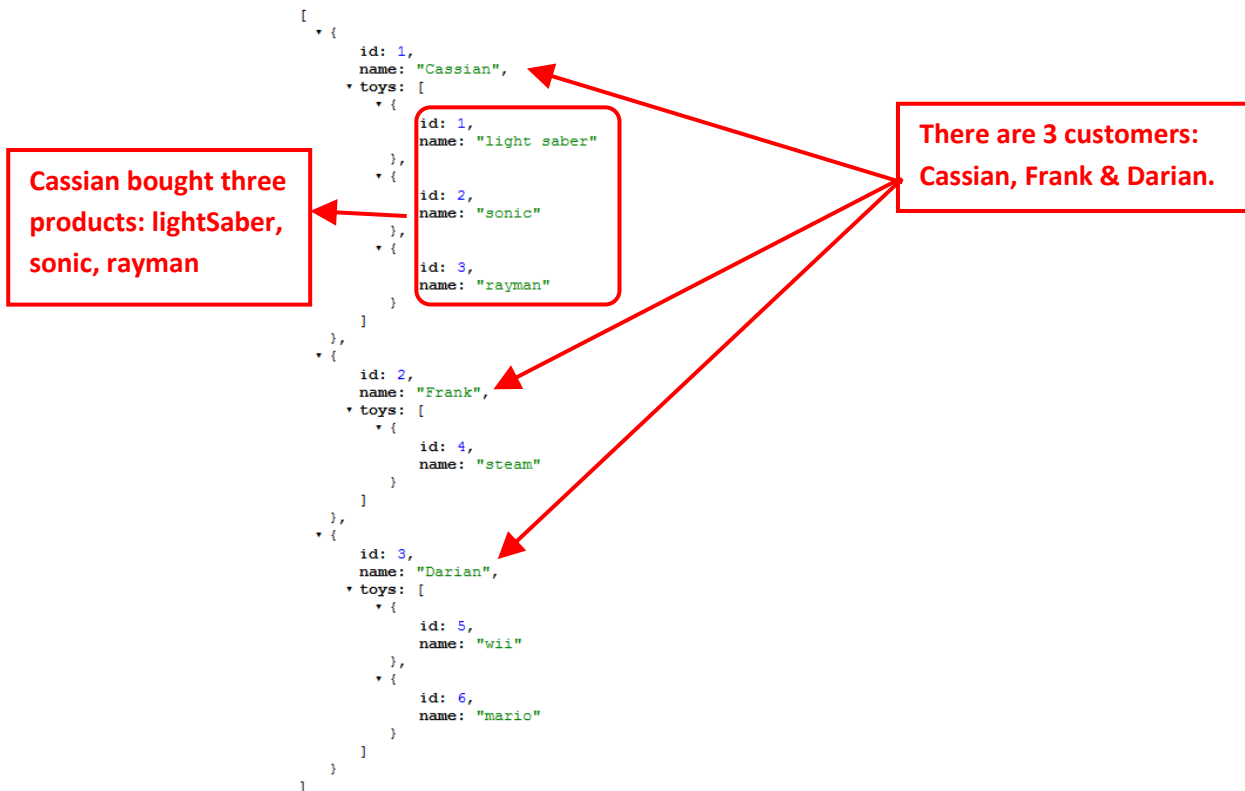 [
▾ {
id: 1,
name: "Cassian",
▾ toys: [
▾ {
id: 1,
name: "light saber"
},
▾ {
id: 2,
name: "sonic"
},
▾ {
id: 3,
name: "rayman"
}
]
},
▾ {
id: 2,
name: "Frank",
▾ toys: [
▾ {
id: 4,
name: "steam"
}
]
},
▾ {
id: 3,
name: "Darian",
▾ toys: [
▾ {
id: 5,
name: "wii"
},
▾ {
id: 6,
name: "mario"
}
]
}
]
Cassian bought three
products: lightSaber,
sonic, rayman
There are 3 customers:
Cassian, Frank & Darian.